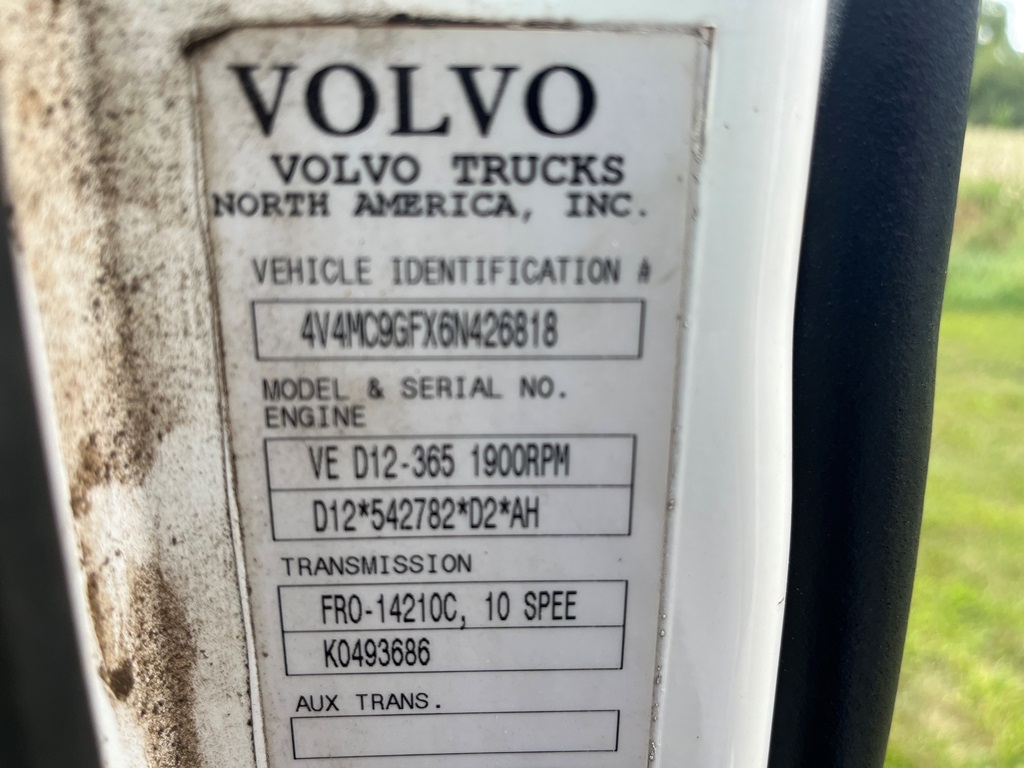 VOLVO
VOLVO TRUCKS
NORTH AMERICA, INC.
VEHICLE IDENTIFICATION #
4V4MC9GFX6N426818
MODEL & SERIAL NO.
ENGINE
VE D12-365 1900RPM
D12*542782*D2*AH
TRANSMISSION
FRO-14210C, 10 SPEE
K0493686
AUX TRANS.